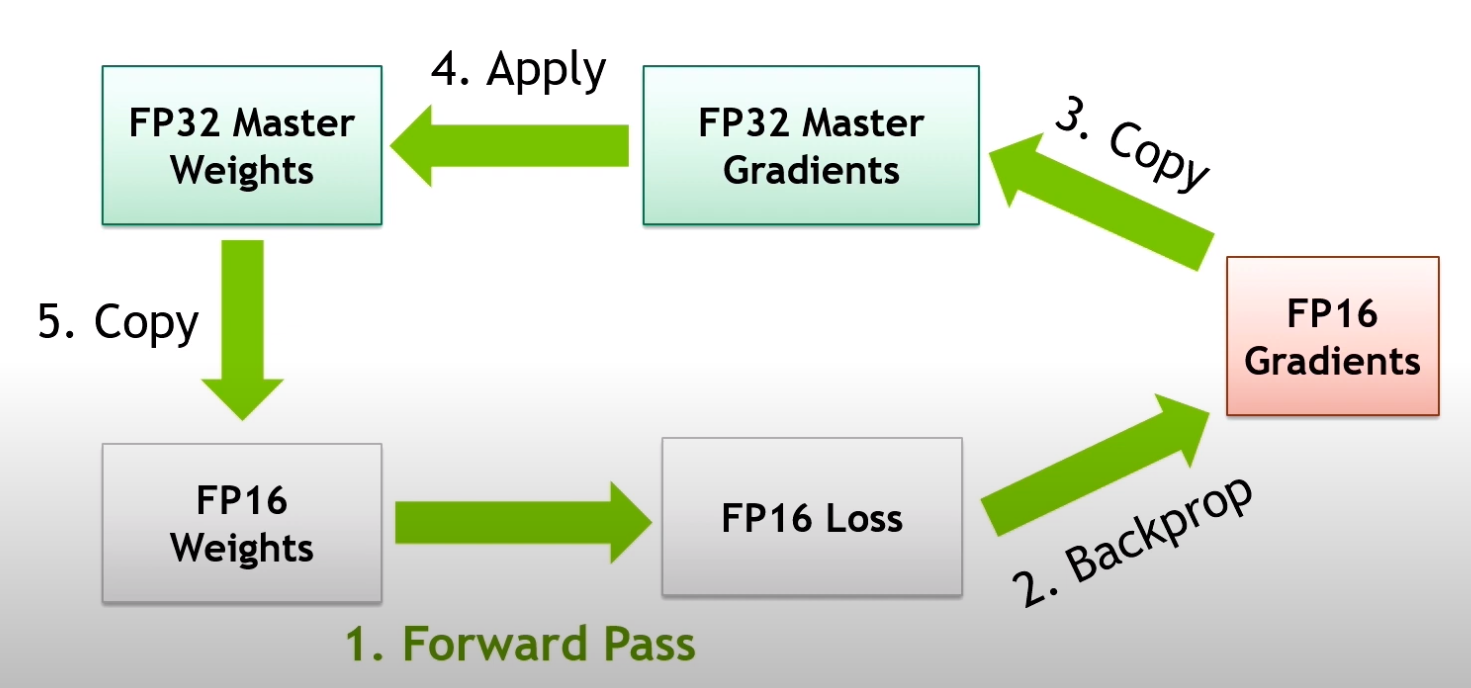 4. Apply
FP32 Master
Weights
FP32 Master
Gradients
3. Copy
5. Copy
FP16
Gradients
FP16
Weights
FP16 Loss
2. Backprop
1. Forward Pass